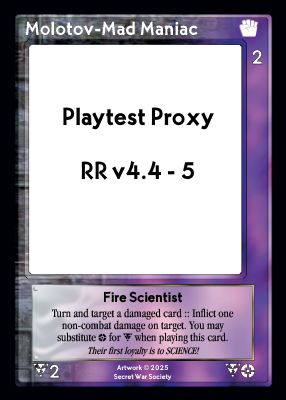 Molotov-Mad Maniac
2
Playtest Proxy
RR v4.4 - 5
Fire Scientist
Turn and target a damaged card :: Inflict one
non-combat damage on target. You may
substitute for when playing this card.
Their first loyalty is to SCIENCE!
2
Artwork © 2025
Secret War Society